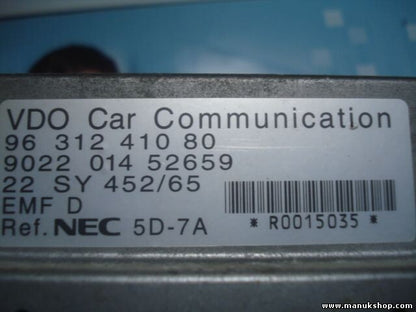 VDO Car Communication
96 312 410 80
9022 014 52659
22 SY 452/65
EMF D
Ref. NEC 5D-7A
* R0015035 *
www.manukshop.com